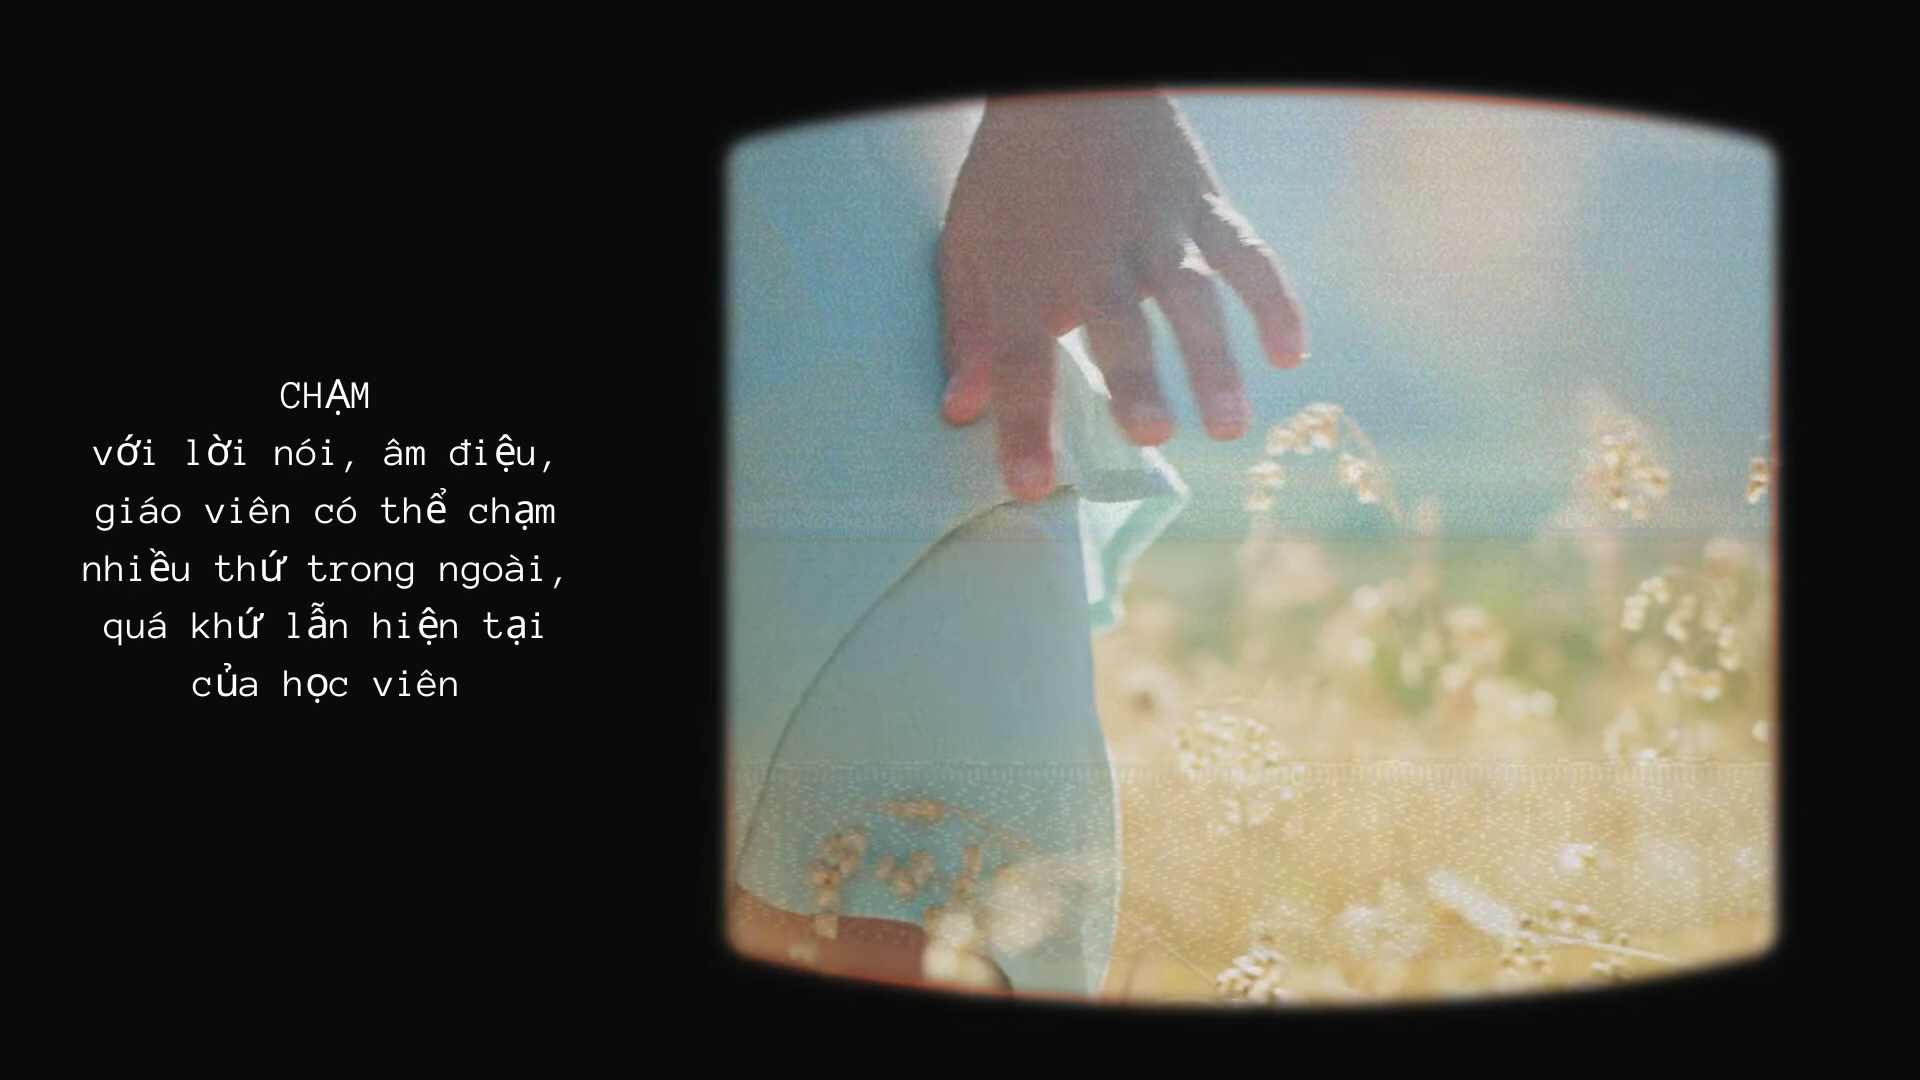 CHẠM
với lời nói, âm điệu,
giáo viên có thể chạm
nhiều thứ trong ngoài,
quá khứ lẫn hiện tại
của học viên